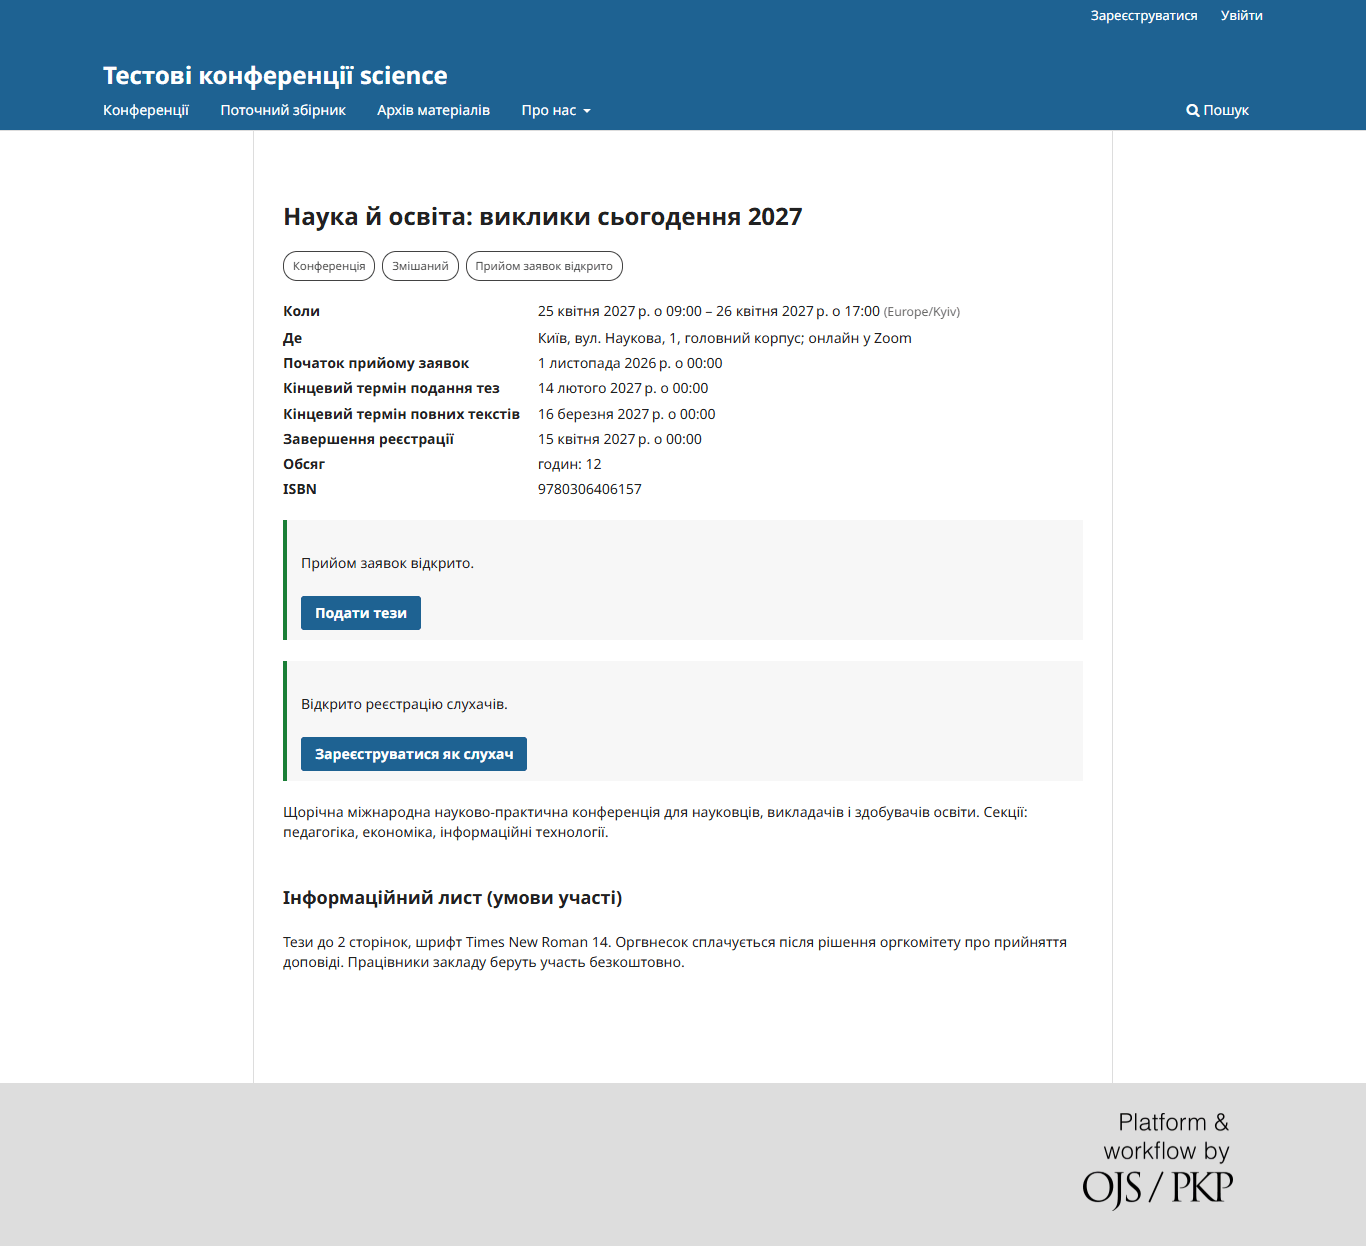 Зареєструватися Увійти
Тестові конференції science
Конференції Поточний збірник Архів матеріалів Про нас Пошук
Наука й освіта: виклики сьогодення 2027
Конференція Змішаний Прийом заявок відкрито
Коли 25 квітня 2027 р. о 09:00 – 26 квітня 2027 р. о 17:00 (Europe/Kyiv)
Де Київ, вул. Наукова, 1, головний корпус; онлайн у Zoom
Початок прийому заявок 1 листопада 2026 р. о 00:00
Кінцевий термін подання тез 14 лютого 2027 р. о 00:00
Кінцевий термін повних текстів 16 березня 2027 р. о 00:00
Завершення реєстрації 15 квітня 2027 р. о 00:00
Обсяг годин: 12
ISBN 9780306406157
Прийом заявок відкрито.
Подати тези
Відкрито реєстрацію слухачів.
Зареєструватися як слухач
Щорічна міжнародна науково-практична конференція для науковців, викладачів і здобувачів освіти. Секції:
педагогіка, економіка, інформаційні технології.
Інформаційний лист (умови участі)
Тези до 2 сторінок, шрифт Times New Roman 14. Оргвнесок сплачується після рішення оргкомітету про прийняття
доповіді. Працівники закладу беруть участь безкоштовно.
Platform &
workflow by
OJS / PKP